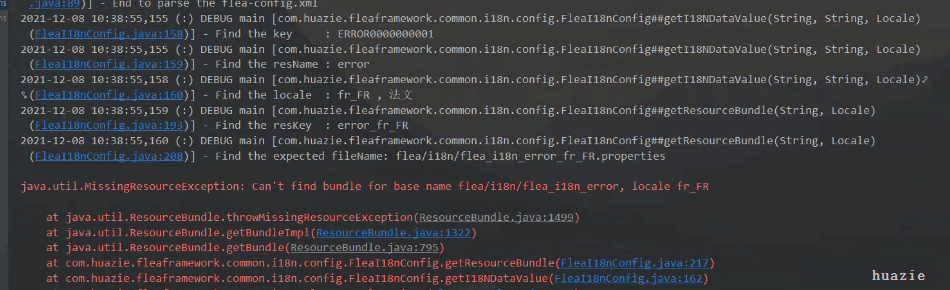 .java:89)] - End to parse the flea-config.xml
2021-12-08 10:38:55,155 (:) DEBUG main [com.huazie.fleaframework.common.i18n.config.FleaI18nConfig##getI18NDataValue(String, String, Locale)
(FleaI18nConfig.java:158)] - Find the key : ERROR0000000001
2021-12-08 10:38:55,155 (:) DEBUG main [com.huazie.fleaframework.common.i18n.config.FleaI18nConfig##getI18NDataValue(String, String, Locale)
(FleaI18nConfig.java:159)] - Find the resName : error
2021-12-08 10:38:55,158 (:) DEBUG main [com.huazie.fleaframework.common.i18n.config.FleaI18nConfig##getI18NDataValue(String, String, Locale)
(FleaI18nConfig.java:160)] - Find the locale : fr_FR , 法文
2021-12-08 10:38:55,159 (:) DEBUG main [com.huazie.fleaframework.common.i18n.config.FleaI18nConfig##getResourceBundle(String, Locale)
(FleaI18nConfig.java:193)] - Find the resKey : error_fr_FR
2021-12-08 10:38:55,160 (:) DEBUG main [com.huazie.fleaframework.common.i18n.config.FleaI18nConfig##getResourceBundle(String, Locale)
(FleaI18nConfig.java:208)] - Find the expected fileName: flea/i18n/flea_i18n_error_fr_FR.properties
java.util.MissingResourceException: Can't find bundle for base name flea/i18n/flea_i18n_error, locale fr_FR
at java.util.ResourceBundle.throwMissingResourceException(ResourceBundle.java:1499)
at java.util.ResourceBundle.getBundleImpl(ResourceBundle.java:1322)
at java.util.ResourceBundle.getBundle(ResourceBundle.java:795)
at com.huazie.fleaframework.common.i18n.config.FleaI18nConfig.getResourceBundle(FleaI18nConfig.java:217)
at com.huazie.fleaframework.common.i18n.config.FleaI18nConfig.getI18NDataValue(FleaI18nConfig.java:162)
huazie